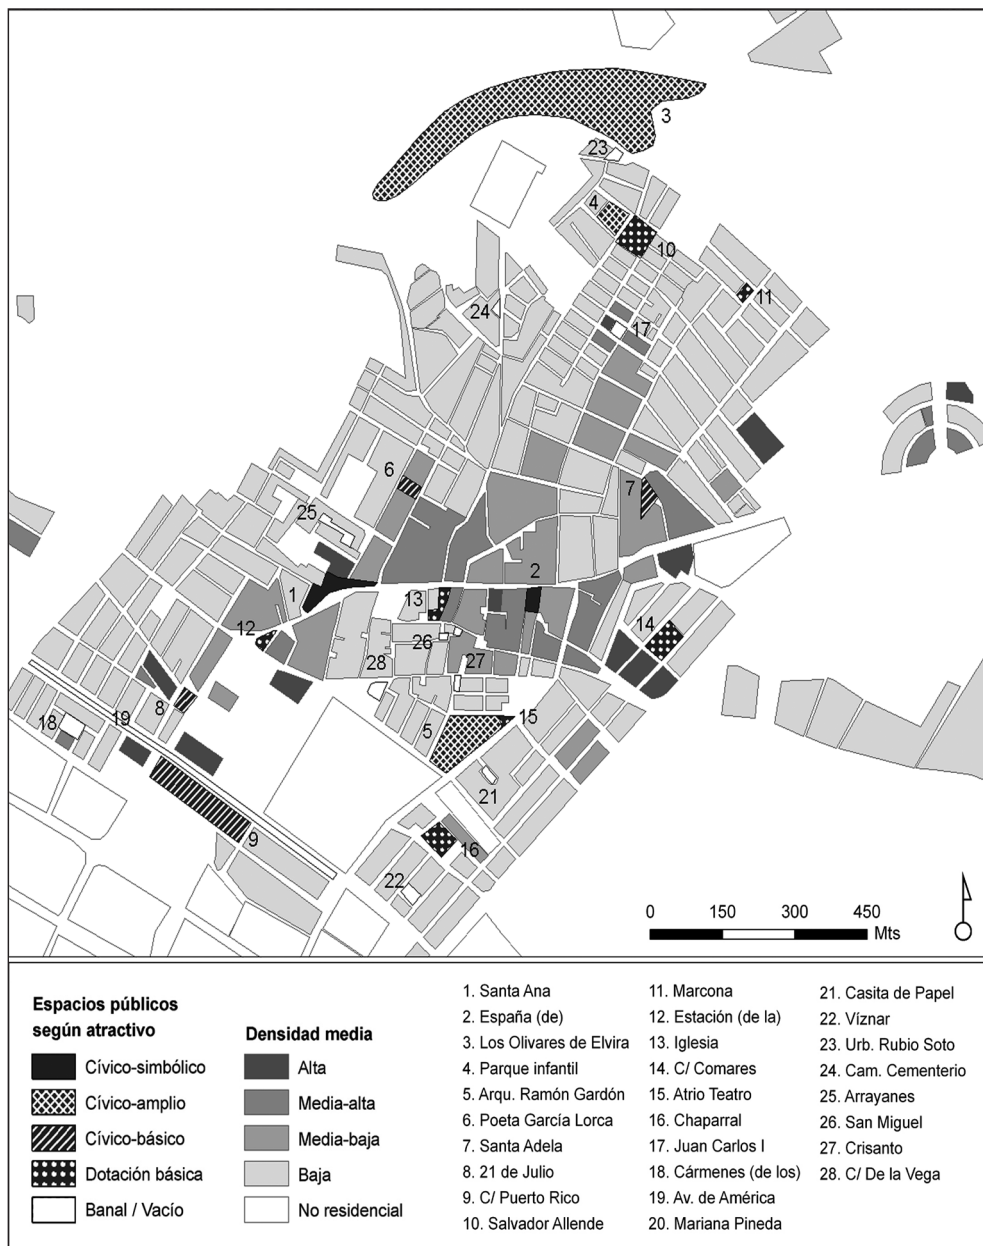 3
23
4
10
11
24
17
6
7
25
2
1
13
12
14
26
27
28
8
19
18
15
5
21
9
16
22
0 150 300 450
Mts
Espacios públicos
según atractivo
Cívico-simbólico
Cívico-amplio
Cívico-básico
Dotación básica
Banal / Vacío
Densidad media
Alta
Media-alta
Media-baja
Baja
No residencial
1. Santa Ana
2. España (de)
3. Los Olivares de Elvira
4. Parque infantil
5. Arqu. Ramón Gardón
6. Poeta García Lorca
7. Santa Adela
8. 21 de Julio
9. C/ Puerto Rico
10. Salvador Allende
11. Marcona
12. Estación (de la)
13. Iglesia
14. C/ Comares
15. Atrio Teatro
16. Chaparral
17. Juan Carlos I
18. Cármenes (de los)
19. Av. de América
20. Mariana Pineda
21. Casita de Papel
22. Víznar
23. Urb. Rubio Soto
24. Cam. Cementerio
25. Arrayanes
26. San Miguel
27. Crisanto
28. C/ De la Vega